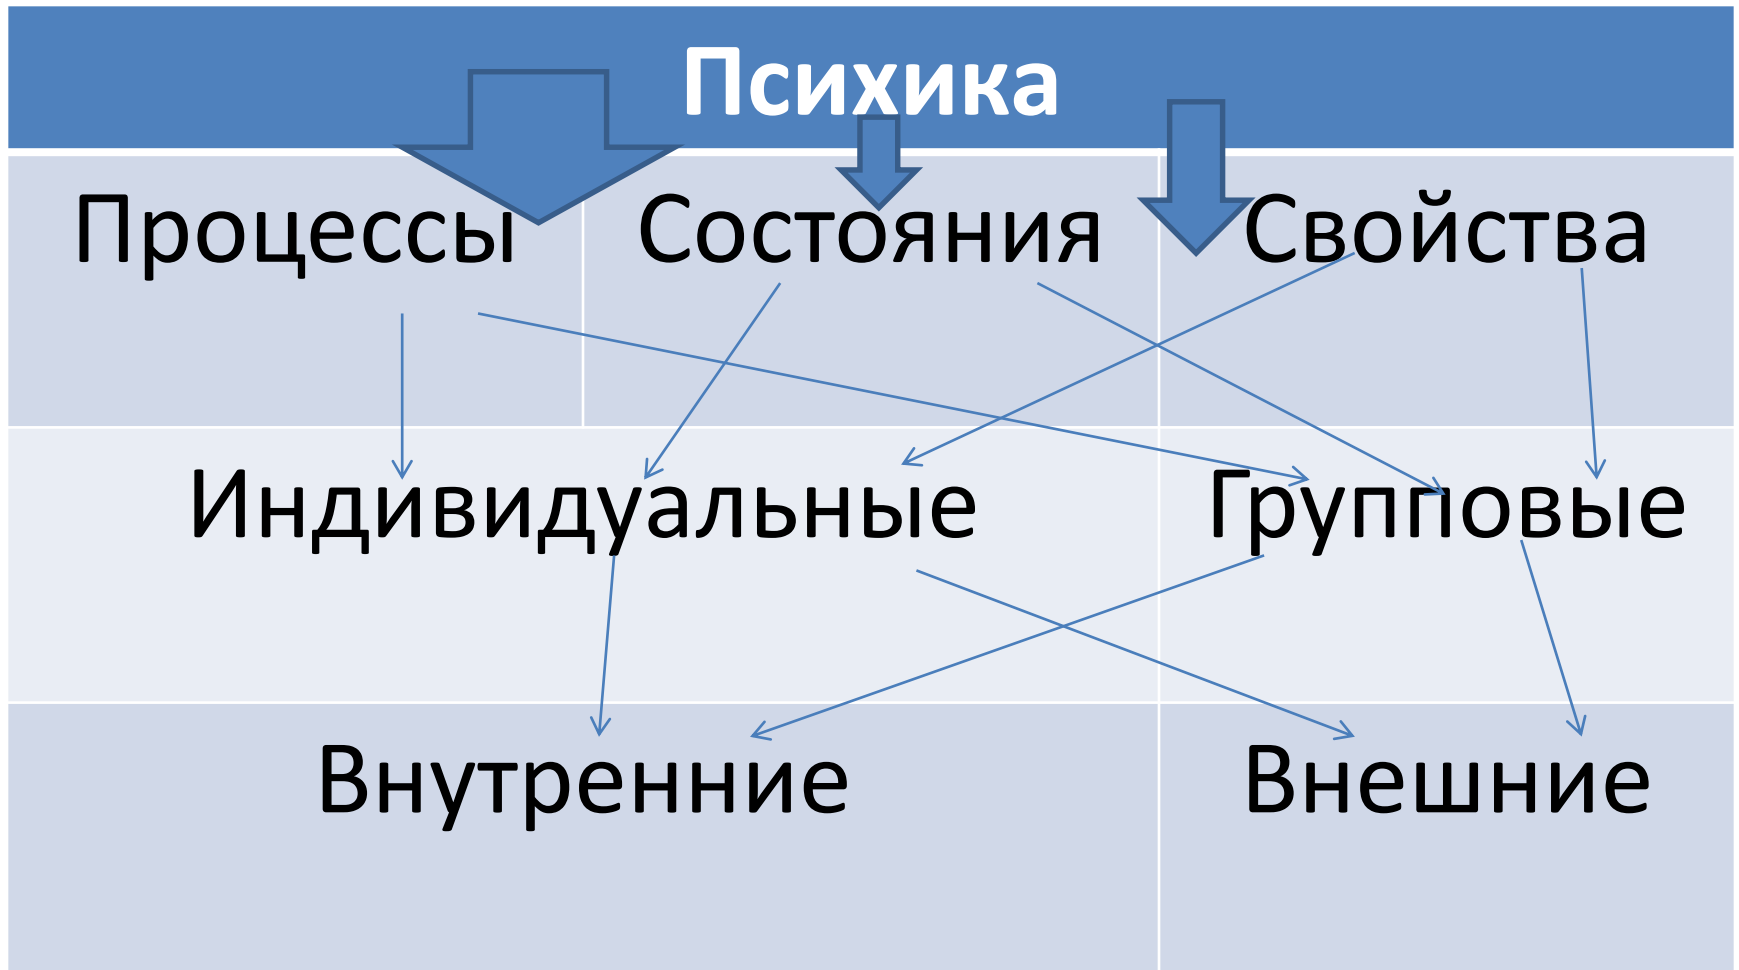 Психика
Процессы Состояния Свойства
Индивидуальные Групповые
Внутренние Внешние